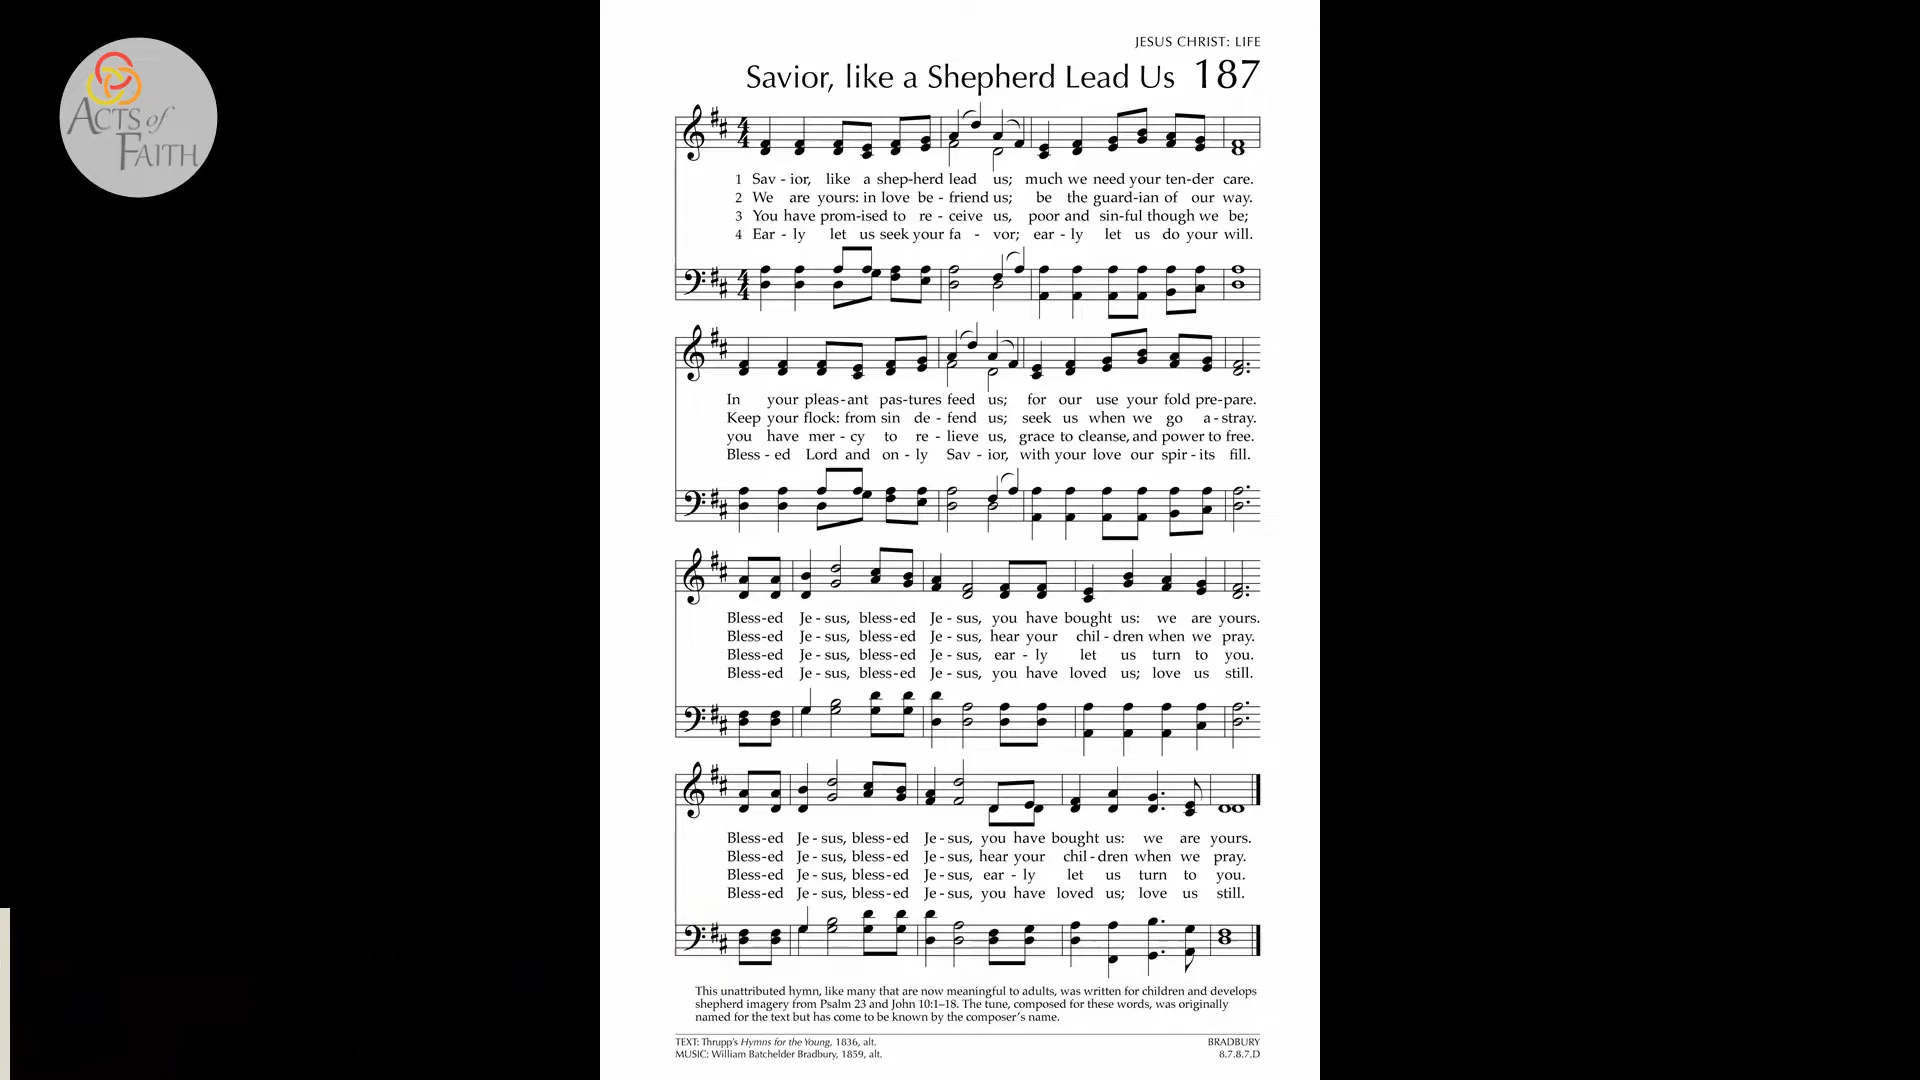 ACTS of
FAITH
JESUS CHRIST: LIFE
Savior, like a Shepherd Lead Us 187
1 Sav - ior, like a shep-herd lead us; much we need your ten-der care.
2 We are yours: in love be - friend us; be the guard-ian of our way.
3 You have prom-ised to re - ceive us, poor and sin-ful though we be;
4 Ear - ly let us seek your fa - vor; ear - ly let us do your will.
In your pleas-ant pas-tures feed us; for our use your fold pre-pare.
Keep your flock: from sin de - fend us; seek us when we go a-stray.
you have mer - cy to re - lieve us, grace to cleanse, and power to free.
Bless - ed Lord and on - ly Sav - ior, with your love our spir - its fill.
Bless-ed Je - sus, bless-ed Je - sus, you have bought us: we are yours.
Bless-ed Je - sus, bless-ed Je - sus, hear your chil - dren when we pray.
Bless-ed Je - sus, bless-ed Je - sus, ear - ly let us turn to you.
Bless-ed Je - sus, bless-ed Je - sus, you have loved us; love us still.
Bless-ed Je - sus, bless-ed Je - sus, you have bought us: we are yours.
Bless-ed Je - sus, bless-ed Je - sus, hear your chil - dren when we pray.
Bless-ed Je - sus, bless-ed Je - sus, ear - ly let us turn to you.
Bless-ed Je - sus, bless-ed Je - sus, you have loved us; love us still.
This unattributed hymn, like many that are now meaningful to adults, was written for children and develops
shepherd imagery from Psalm 23 and John 10:1–18. The tune, composed for these words, was originally
named for the text but has come to be known by the composer's name.
TEXT: Thrupp's Hymns for the Young, 1836, alt. BRADBURY
MUSIC: William Batchelder Bradbury, 1859, alt. 8.7.8.7.D